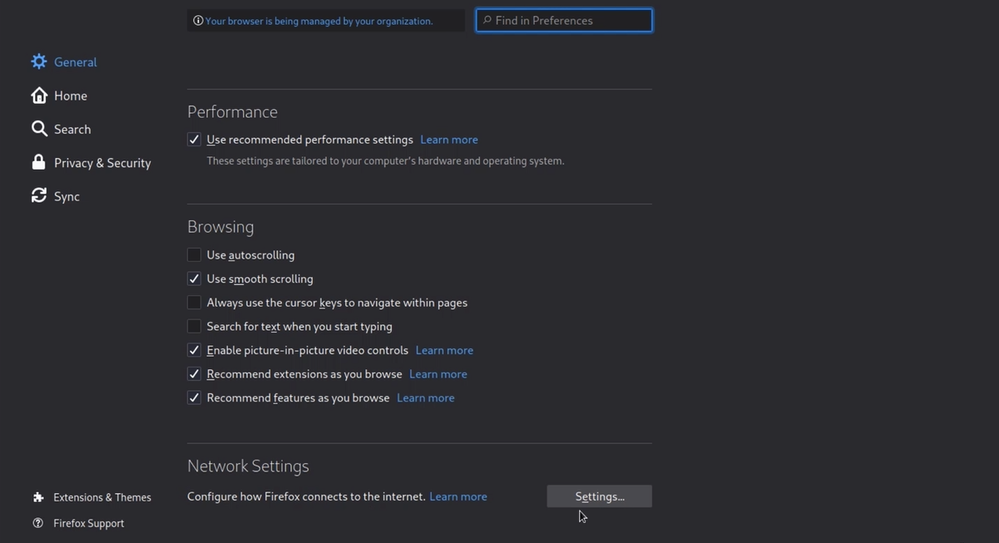 Your browser is being managed by your organization.
Find in Preferences
General
Home
Search
Privacy & Security
Sync
Extensions & Themes
Firefox Support
Performance
Use recommended performance settings Learn more
These settings are tailored to your computer's hardware and operating system.
Browsing
Use autoscrolling
Use smooth scrolling
Always use the cursor keys to navigate within pages
Search for text when you start typing
Enable picture-in-picture video controls Learn more
Recommend extensions as you browse Learn more
Recommend features as you browse Learn more
Network Settings
Configure how Firefox connects to the internet. Learn more
Settings...